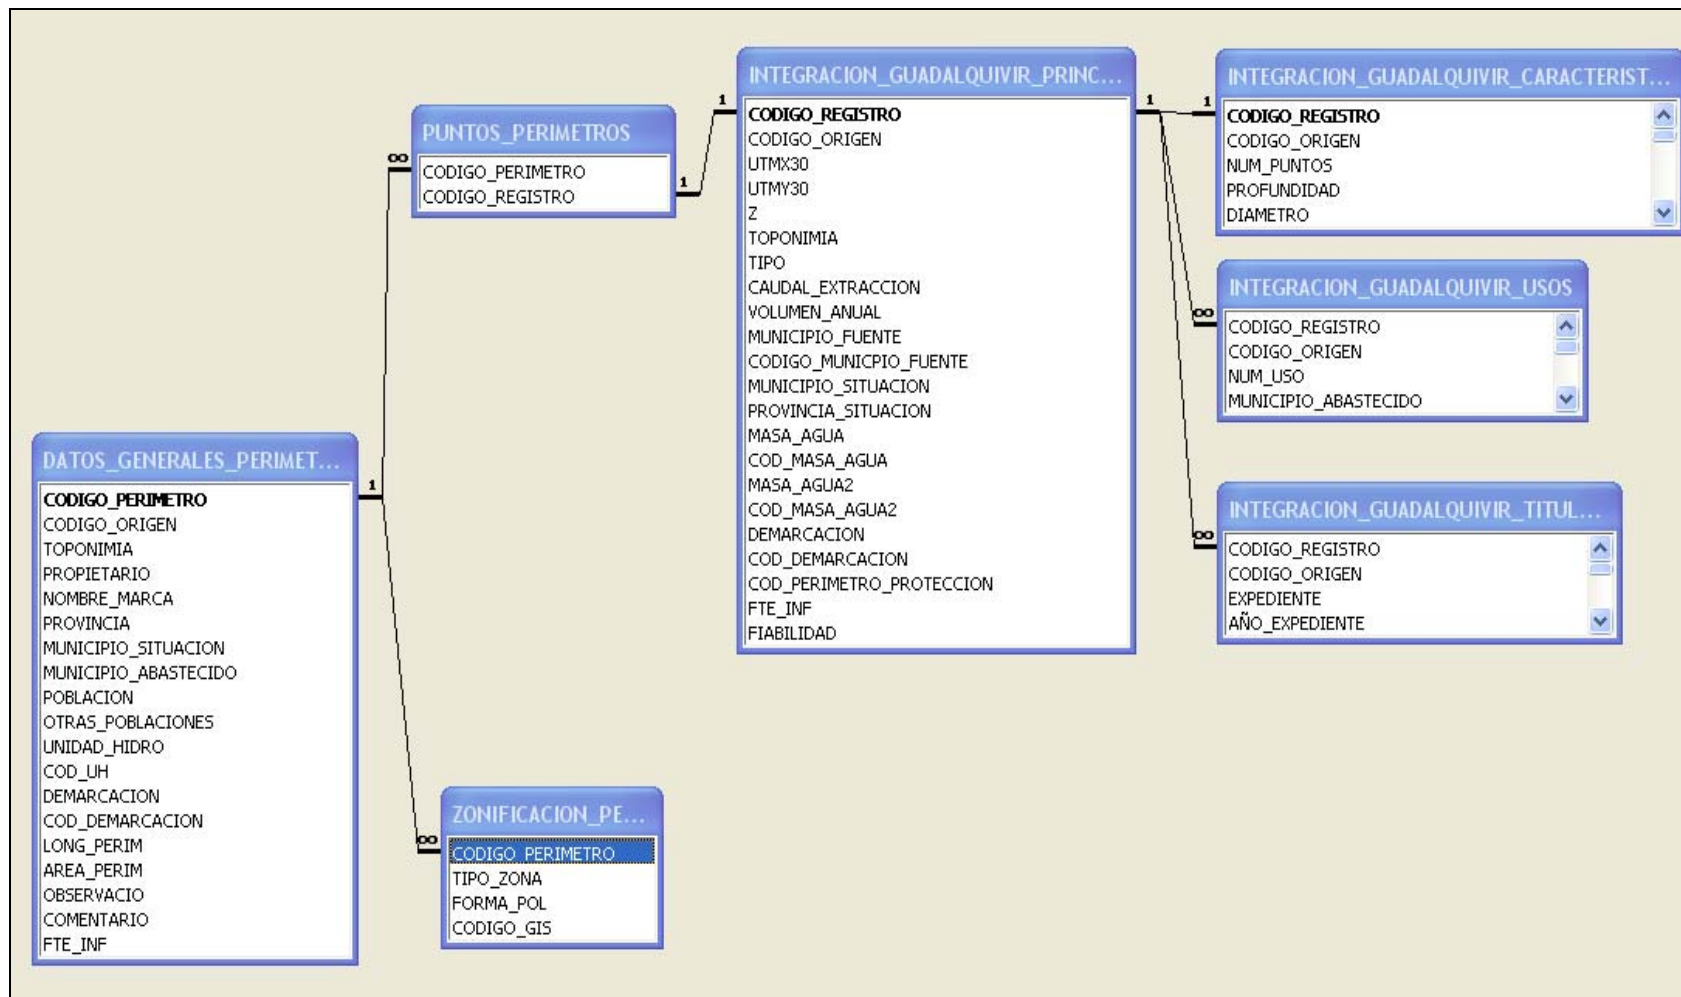 DATOS_GENERALES_PERIMET...
CODIGO_PERIMETRO
CODIGO_ORIGEN
TOPONIMIA
PROPIETARIO
NOMBRE_MARCA
PROVINCIA
MUNICIPIO_SITUACION
MUNICIPIO_ABASTECIDO
POBLACION
OTRAS_POBLACIONES
UNIDAD_HIDRO
COD_UH
DEMARCACION
COD_DEMARCACION
LONG_PERIM
AREA_PERIM
OBSERVACIO
COMENTARIO
FTE_INF
1
∞
PUNTOS_PERIMETROS
CODIGO_PERIMETRO
CODIGO_REGISTRO
1
∞
ZONIFICACION_PE...
CODIGO_PERIMETRO
TIPO_ZONA
FORMA_POL
CODIGO_GIS
1
INTEGRACION_GUADALQUIVIR_PRINC...
CODIGO_REGISTRO
CODIGO_ORIGEN
UTMX30
UTMY30
Z
TOPONIMIA
TIPO
CAUDAL_EXTRACCION
VOLUMEN_ANUAL
MUNICIPIO_FUENTE
CODIGO_MUNICPIO_FUENTE
MUNICIPIO_SITUACION
PROVINCIA_SITUACION
MASA_AGUA
COD_MASA_AGUA
MASA_AGUA2
COD_MASA_AGUA2
DEMARCACION
COD_DEMARCACION
COD_PERIMETRO_PROTECCION
FTE_INF
FIABILIDAD
1
1
INTEGRACION_GUADALQUIVIR_CARACTERIST...
CODIGO_REGISTRO
CODIGO_ORIGEN
NUM_PUNTOS
PROFUNDIDAD
DIAMETRO
∞
INTEGRACION_GUADALQUIVIR_USOS
CODIGO_REGISTRO
CODIGO_ORIGEN
NUM_USO
MUNICIPIO_ABASTECIDO
∞
INTEGRACION_GUADALQUIVIR_TITUL...
CODIGO_REGISTRO
CODIGO_ORIGEN
EXPEDIENTE
AÑO_EXPEDIENTE